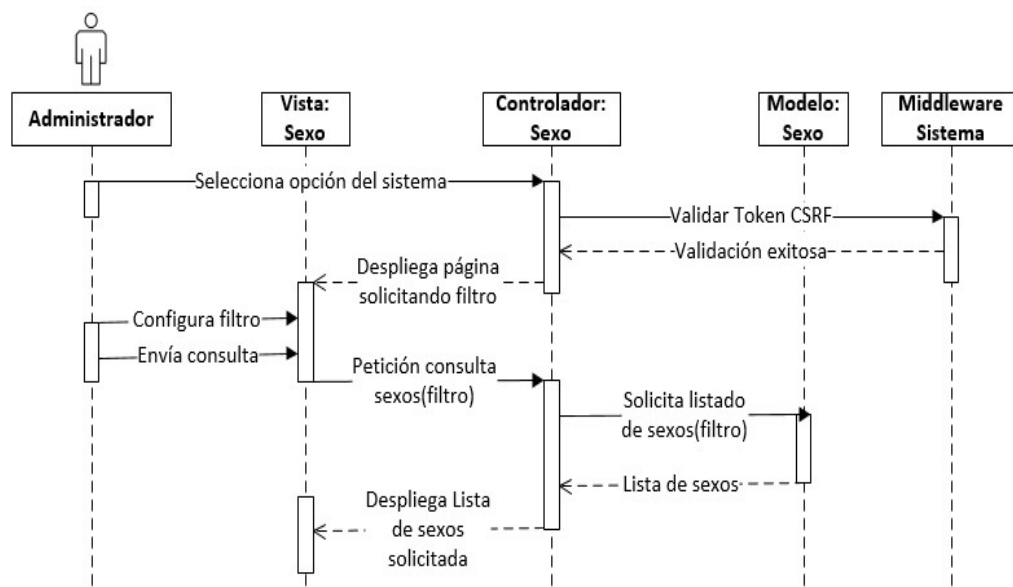 Administrador
Vista:
Sexo
Controlador:
Sexo
Modelo:
Sexo
Middleware
Sistema
Selecciona opción del sistema
Validar Token CSRF
Validación exitosa
Despliega página
solicitando filtro
Configura filtro
Envía consulta
Petición consulta
sexos(filtro)
Solicita listado
de sexos(filtro)
Lista de sexos
Despliega Lista
de sexos
solicitada